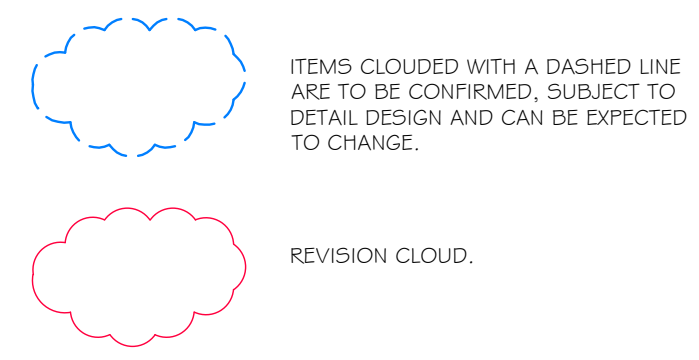 ITEMS CLOUDED WITH A DASHED LINE
ARE TO BE CONFIRMED, SUBJECT TO
DETAIL DESIGN AND CAN BE EXPECTED
TO CHANGE.
REVISION CLOUD.